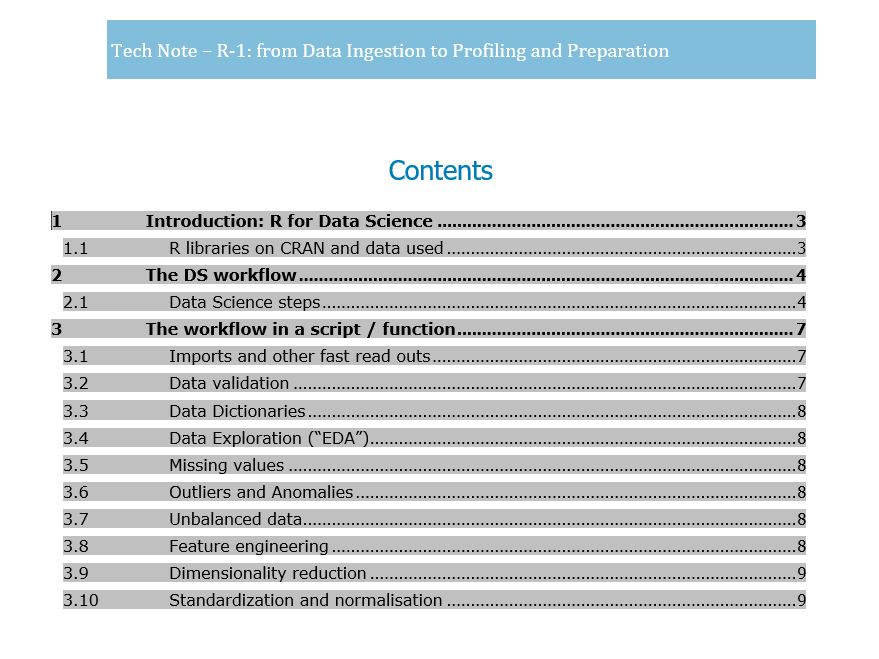 Tech Note – R-1: from Data Ingestion to Profiling and Preparation
Contents
1 Introduction: R for Data Science 3
1.1 R libraries on CRAN and data used 3
2 The DS workflow 4
2.1 Data Science steps 4
3 The workflow in a script / function 7
3.1 Imports and other fast read outs 7
3.2 Data validation 7
3.3 Data Dictionaries 8
3.4 Data Exploration (“EDA”) 8
3.5 Missing values 8
3.6 Outliers and Anomalies 8
3.7 Unbalanced data 8
3.8 Feature engineering 8
3.9 Dimensionality reduction 9
3.10 Standardization and normalisation 9